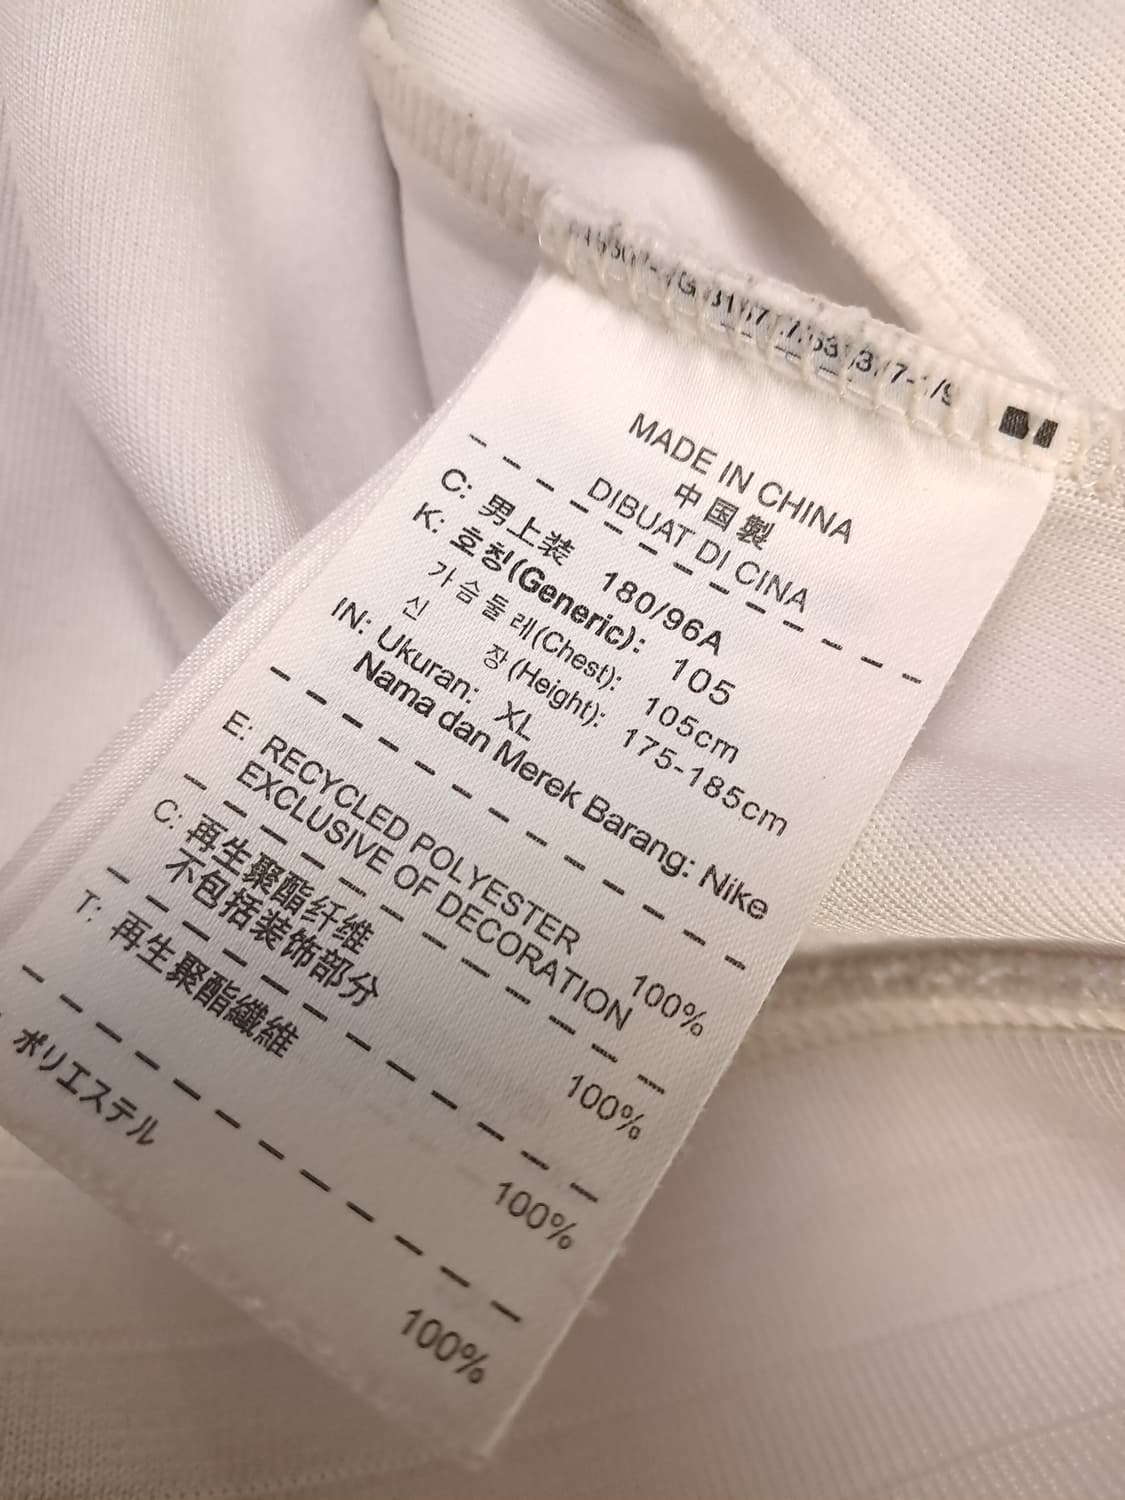 MADE IN CHINA
中国製
DIBUAT DI CINA
C: 男上装 180/96A
K: 호칭(Generic): 105
가슴둘레(Chest): 105cm
신 장(Height): 175-185cm
IN: Ukuran: XL
Nama dan Merek Barang: Nike
E: RECYCLED POLYESTER 100%
EXCLUSIVE OF DECORATION
C: 再生聚酯纤维 100%
不包括装饰部分
T: 再生聚酯纖維 100%
ポリエステル 100%